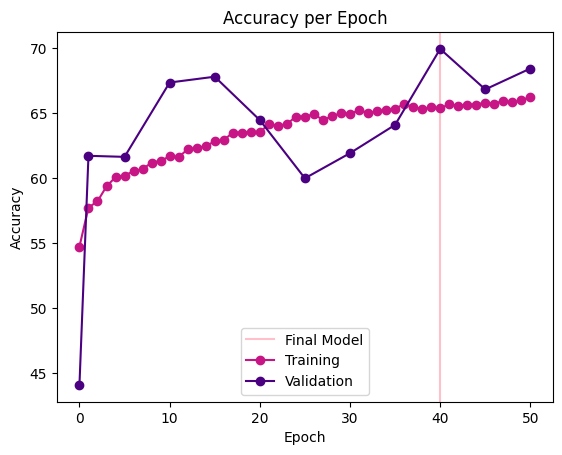 Accuracy per Epoch
Accuracy
70
65
60
55
50
45
Final Model
Training
Validation
0 10 20 30 40 50
Epoch